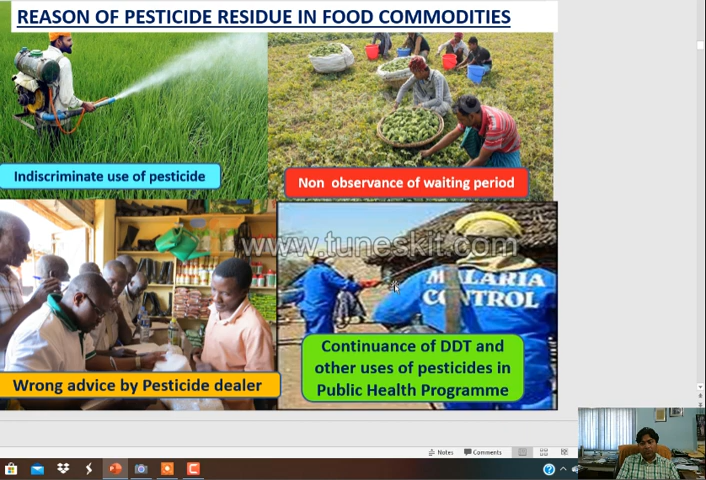 REASON OF PESTICIDE RESIDUE IN FOOD COMMODITIES
Indiscriminate use of pesticide
Non observance of waiting period
www.tuneskit.com
MALARIA
CONTROL
Wrong advice by Pesticide dealer
Continuance of DDT and
other uses of pesticides in
Public Health Programme
Notes
Comments